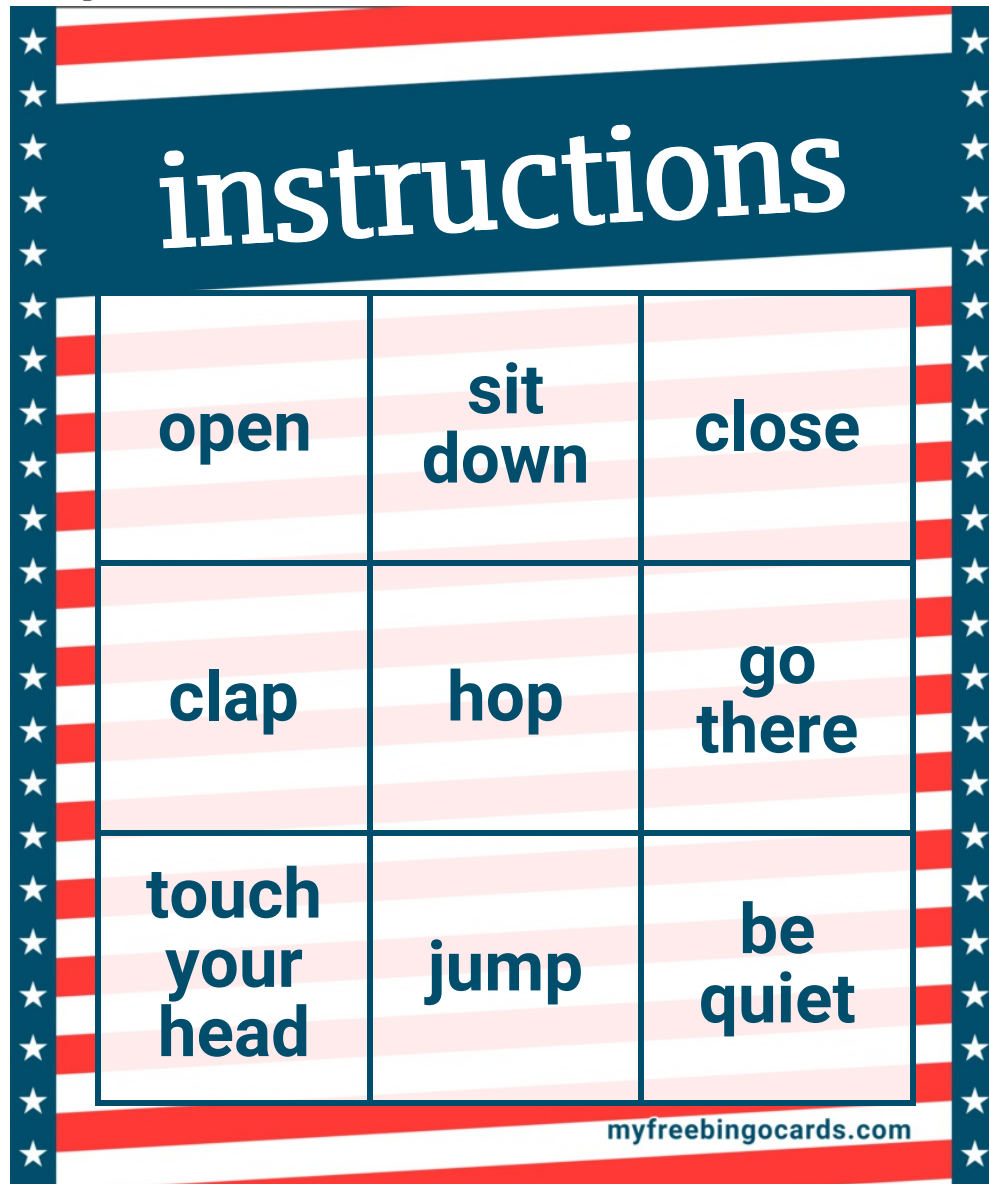 instructions
open
sit
down
close
clap
hop
go
there
touch
your
head
jump
be
quiet
myfreebingocards.com